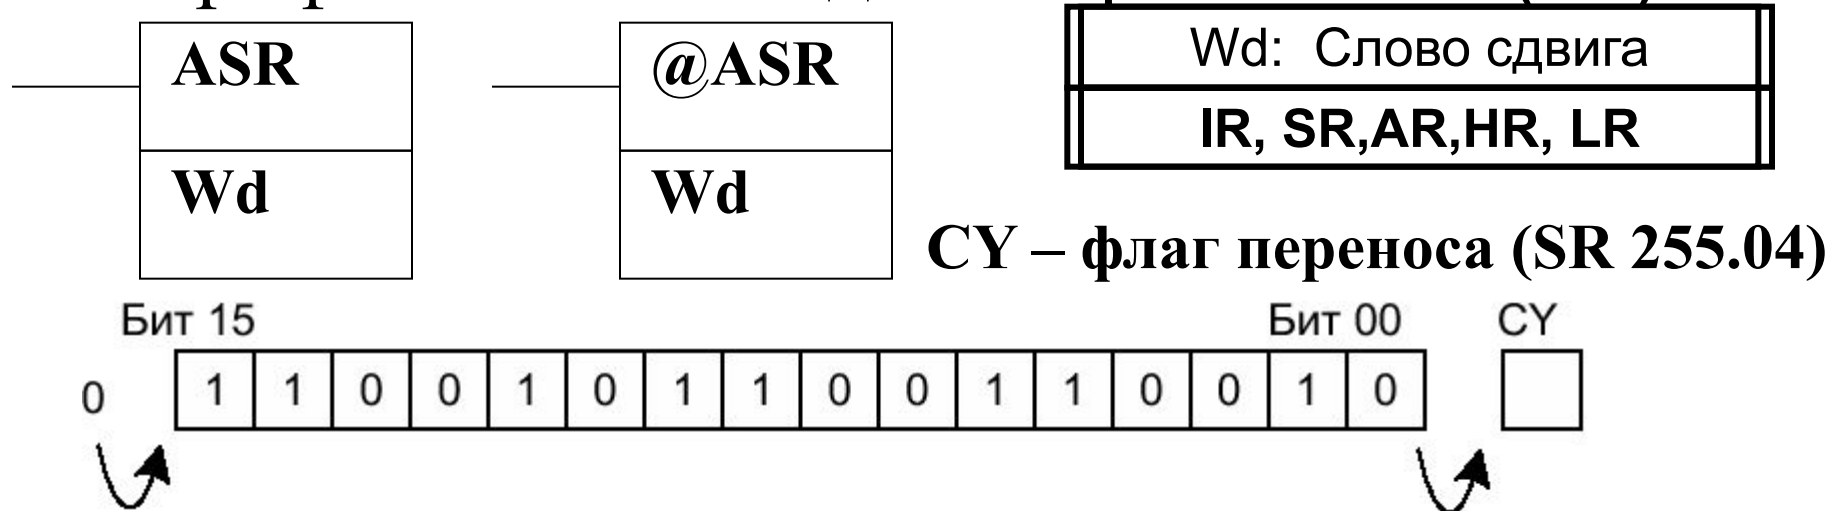 ASR
Wd
@ASR
Wd
Wd: Слово сдвига
IR, SR,AR,HR, LR
CY – флаг переноса (SR 255.04)
Бит 15 Бит 00 CY
0 1 1 0 0 1 0 1 1 0 0 1 1 0 0 1 0